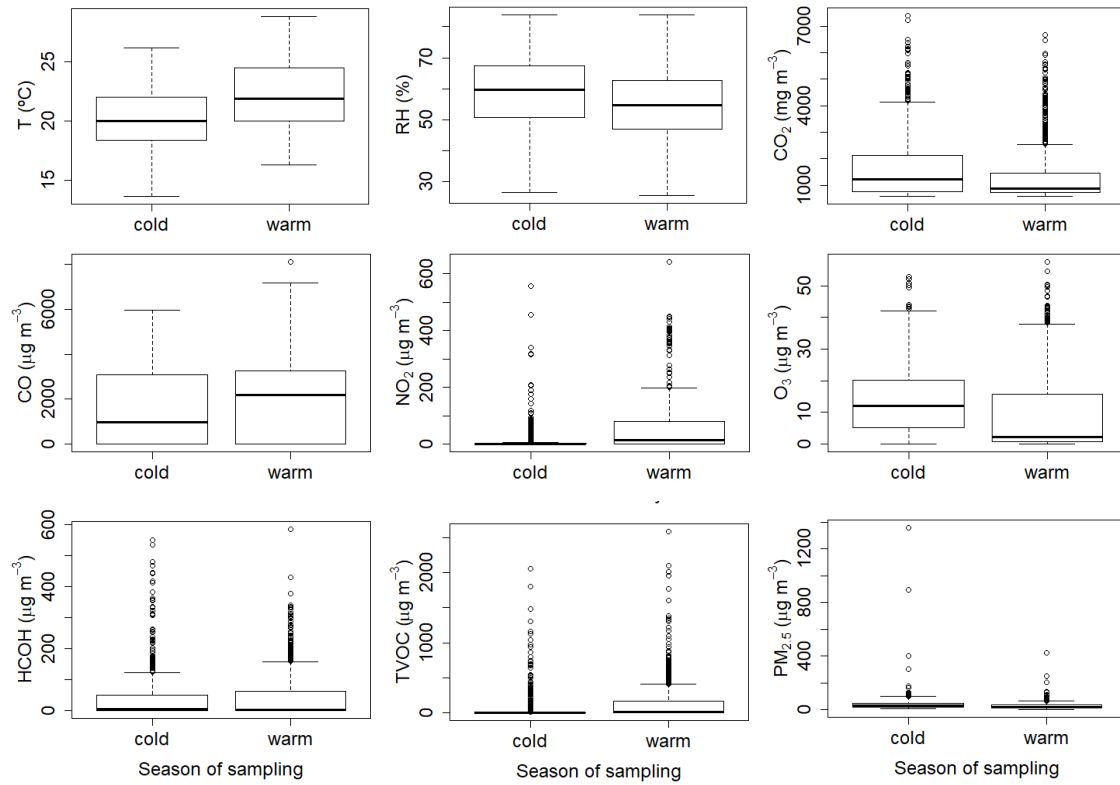 T (ºC)
25
20
15
cold
warm
RH (%)
70
50
30
cold
warm
CO₂ (mg m⁻³)
7000
4000
1000
cold
warm
CO (μg m⁻³)
6000
2000
0
cold
warm
NO₂ (μg m⁻³)
600
400
200
0
cold
warm
O₃ (μg m⁻³)
50
30
10
0
cold
warm
HCOH (μg m⁻³)
600
400
200
0
cold
warm
Season of sampling
TVOC (μg m⁻³)
2000
1000
0
cold
warm
Season of sampling
PM₂.₅ (μg m⁻³)
1200
800
400
0
cold
warm
Season of sampling